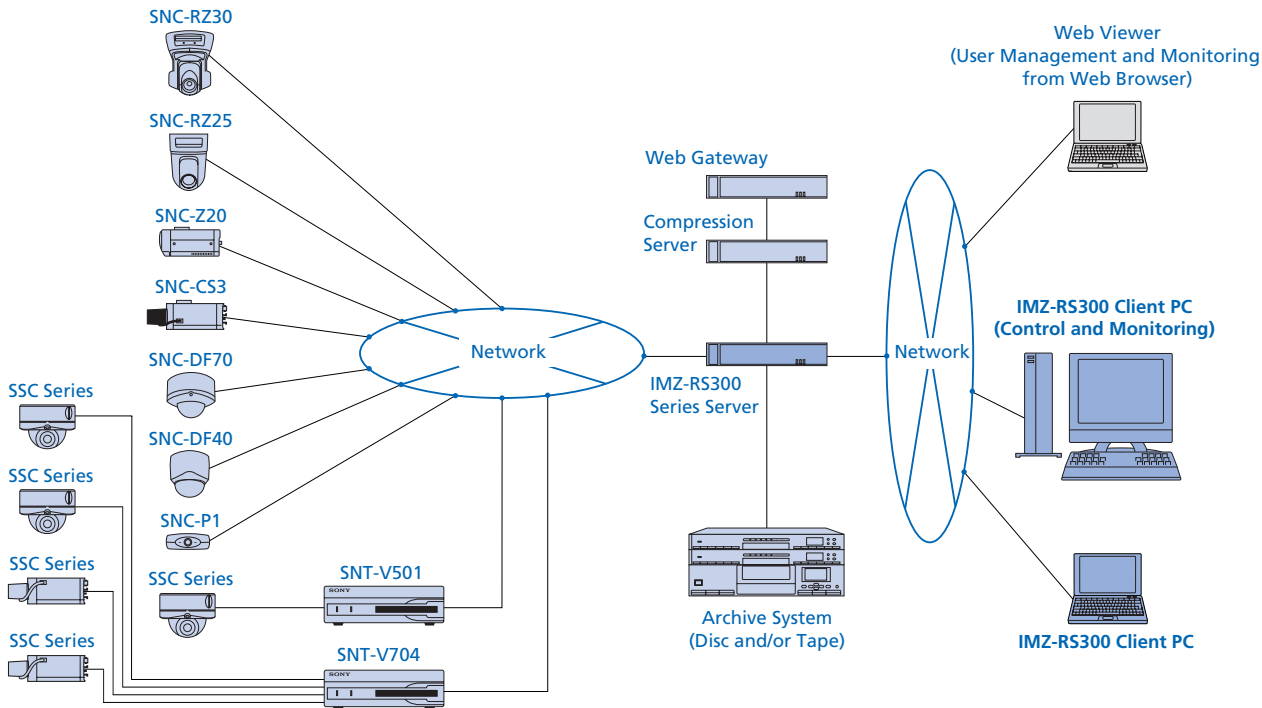 SNC-RZ30
SNC-RZ25
SNC-Z20
SNC-CS3
SNC-DF70
SSC Series
SNC-DF40
SSC Series
SNC-P1
SSC Series
SSC Series
SNT-V501
SONY
SSC Series
SNT-V704
SONY
Network
Web Gateway
Compression
Server
IMZ-RS300
Series Server
Archive System
(Disc and/or Tape)
Network
Web Viewer
(User Management and Monitoring
from Web Browser)
IMZ-RS300 Client PC
(Control and Monitoring)
IMZ-RS300 Client PC